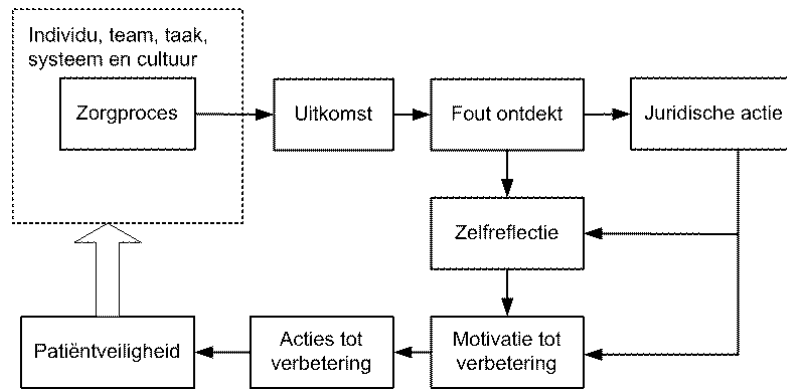 Individu, team, taak,
systeem en cultuur
Zorgproces
Uitkomst
Fout ontdekt
Juridische actie
Zelfreflectie
Patiëntveiligheid
Acties tot
verbetering
Motivatie tot
verbetering